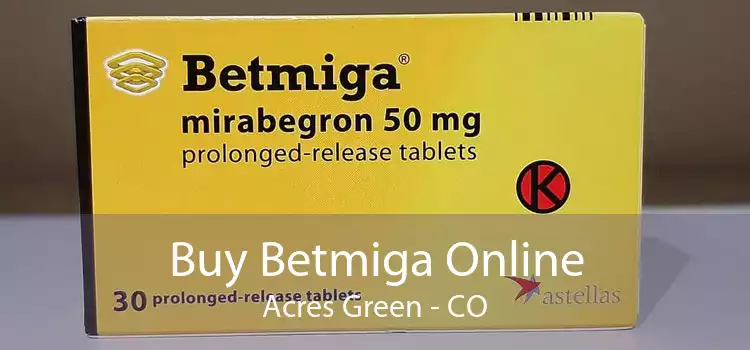 Betmiga®
mirabegron 50 mg
prolonged-release tablets
K
Buy Betmiga Online
30 prolonged-release tablets
astellas
Acres Green - CO